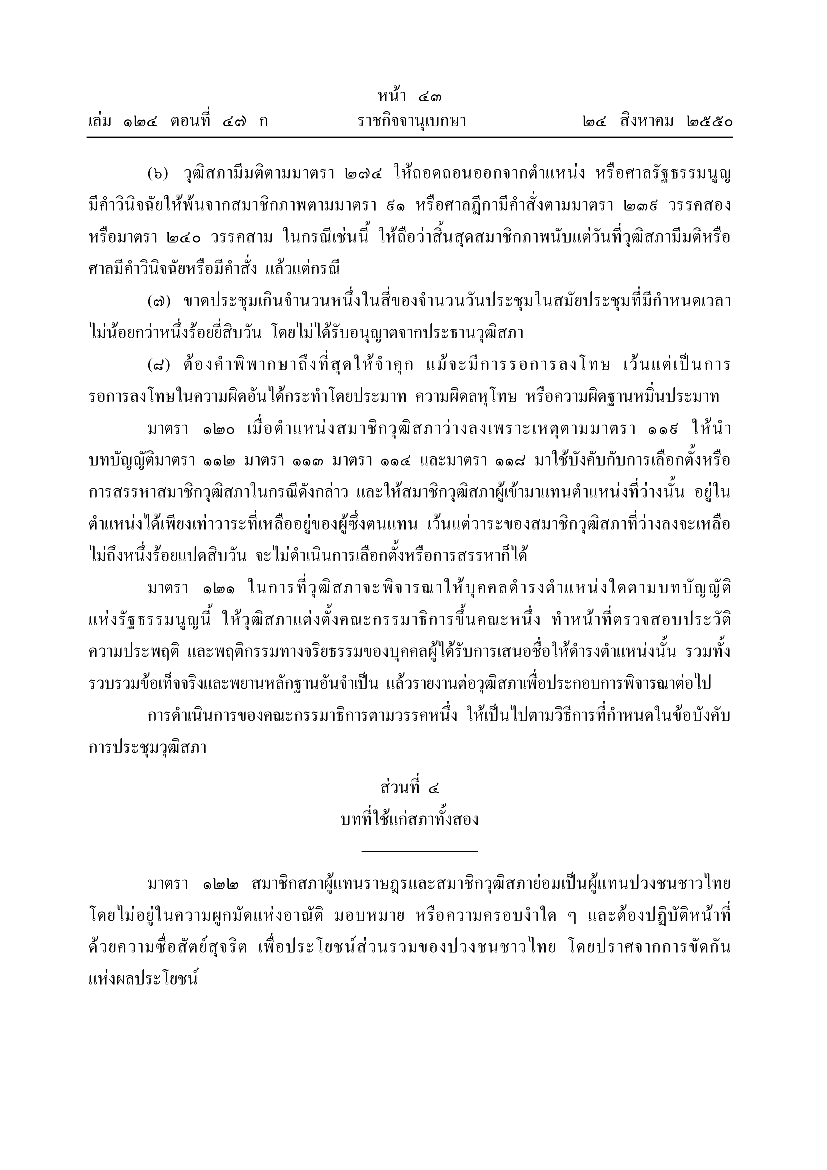 หน้า ๔๓
เล่ม ๑๒๔ ตอนที่ ๔๗ ก ราชกิจจานุเบกษา ๒๔ สิงหาคม ๒๕๕๐
(๖) วุฒิสภามีมติตามมาตรา ๒๗๔ ให้ถอดถอนออกจากตำแหน่ง หรือศาลรัฐธรรมนูญ
มีคำวินิจฉัยให้พ้นจากสมาชิกภาพตามมาตรา ๙๑ หรือศาลฎีกามีคำสั่งตามมาตรา ๒๓๙ วรรคสอง
หรือมาตรา ๒๔๐ วรรคสาม ในกรณีเช่นนี้ ให้ถือว่าสิ้นสุดสมาชิกภาพนับแต่วันที่วุฒิสภามีมติหรือ
ศาลมีคำวินิจฉัยหรือมีคำสั่ง แล้วแต่กรณี
(๗) ขาดประชุมเกินจำนวนหนึ่งในสี่ของจำนวนวันประชุมในสมัยประชุมที่มีกำหนดเวลา
ไม่น้อยกว่าหนึ่งร้อยยี่สิบวัน โดยไม่ได้รับอนุญาตจากประธานวุฒิสภา
(๘) ต้องคำพิพากษาถึงที่สุดให้จำคุก แม้จะมีการรอการลงโทษ เว้นแต่เป็นการ
รอการลงโทษในความผิดอันได้กระทำโดยประมาท ความผิดลหุโทษ หรือความผิดฐานหมิ่นประมาท
มาตรา ๑๒๐ เมื่อตำแหน่งสมาชิกวุฒิสภาว่างลงเพราะเหตุตามมาตรา ๑๑๙ ให้นำ
บทบัญญัติมาตรา ๑๑๒ มาตรา ๑๑๓ มาตรา ๑๑๔ และมาตรา ๑๑๘ มาใช้บังคับกับการเลือกตั้งหรือ
การสรรหาสมาชิกวุฒิสภาในกรณีดังกล่าว และให้สมาชิกวุฒิสภาผู้เข้ามาแทนตำแหน่งที่ว่างนั้น อยู่ใน
ตำแหน่งได้เพียงเท่าวาระที่เหลืออยู่ของผู้ซึ่งตนแทน เว้นแต่วาระของสมาชิกวุฒิสภาที่ว่างลงจะเหลือ
ไม่ถึงหนึ่งร้อยแปดสิบวัน จะไม่ดำเนินการเลือกตั้งหรือการสรรหาก็ได้
มาตรา ๑๒๑ ในการที่วุฒิสภาจะพิจารณาให้บุคคลดำรงตำแหน่งใดตามบทบัญญัติ
แห่งรัฐธรรมนูญนี้ ให้วุฒิสภาแต่งตั้งคณะกรรมาธิการขึ้นคณะหนึ่ง ทำหน้าที่ตรวจสอบประวัติ
ความประพฤติ และพฤติกรรมทางจริยธรรมของบุคคลผู้ได้รับการเสนอชื่อให้ดำรงตำแหน่งนั้น รวมทั้ง
รวบรวมข้อเท็จจริงและพยานหลักฐานอันจำเป็น แล้วรายงานต่อวุฒิสภาเพื่อประกอบการพิจารณาต่อไป
การดำเนินการของคณะกรรมาธิการตามวรรคหนึ่ง ให้เป็นไปตามวิธีการที่กำหนดในข้อบังคับ
การประชุมวุฒิสภา
ส่วนที่ ๔
บทที่ใช้แก่สภาทั้งสอง
มาตรา ๑๒๒ สมาชิกสภาผู้แทนราษฎรและสมาชิกวุฒิสภาย่อมเป็นผู้แทนปวงชนชาวไทย
โดยไม่อยู่ในความผูกมัดแห่งอาณัติ มอบหมาย หรือความครอบงำใด ๆ และต้องปฏิบัติหน้าที่
ด้วยความซื่อสัตย์สุจริต เพื่อประโยชน์ส่วนรวมของปวงชนชาวไทย โดยปราศจากการขัดกัน
แห่งผลประโยชน์